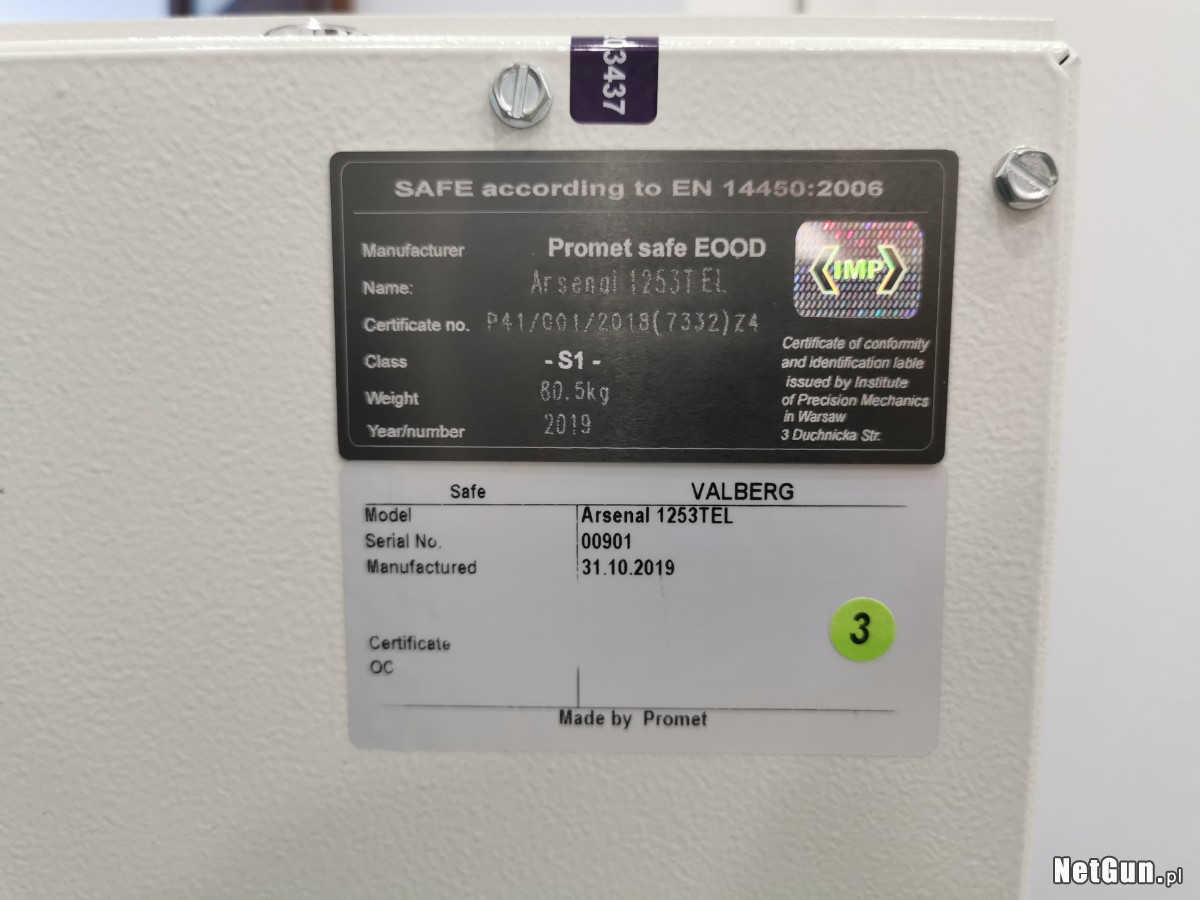 03437
SAFE according to EN 14450:2006
Manufacturer Promet safe EOOD
Name: Arsenal 1253TEL
Certificate no. P41/001/2018(7332)Z4
Class - S1 -
Weight 80.5kg
Year/number 2019
IMP
Certificate of conformity
and identification lable
issued by Institute
of Precision Mechanics
in Warsaw
3 Duchnicka Str.
Safe VALBERG
Model Arsenal 1253TEL
Serial No. 00901
Manufactured 31.10.2019
3
Certificate
OC
Made by Promet
NetGun.pl